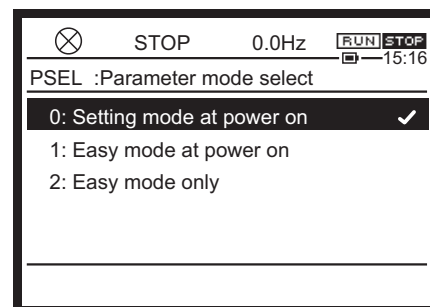 STOP 0.0Hz RUN STOP
15:16
PSEL :Parameter mode select
0: Setting mode at power on
1: Easy mode at power on
2: Easy mode only